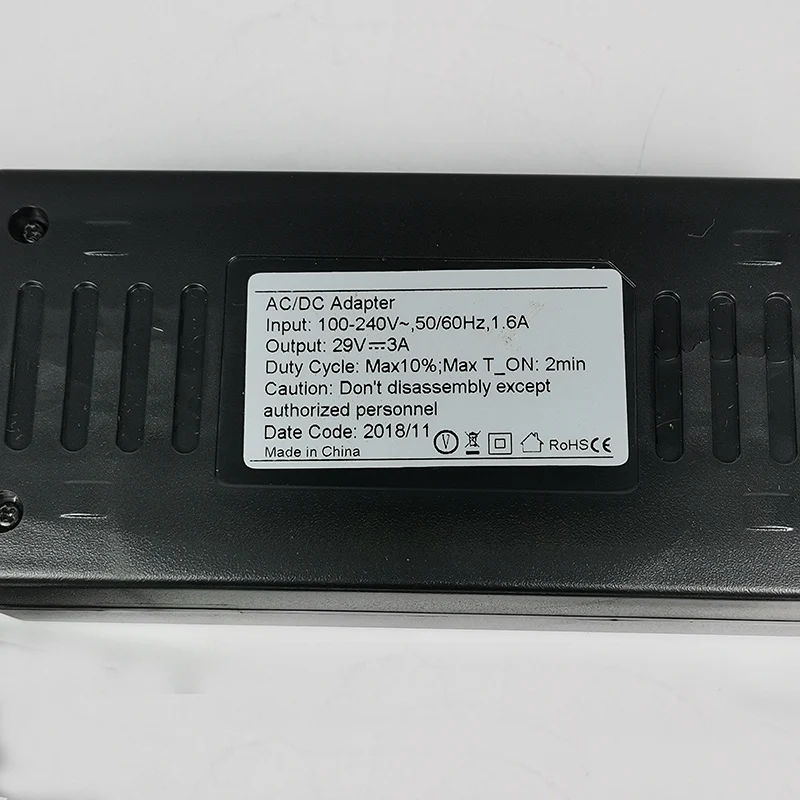 AC/DC Adapter
Input: 100-240V~,50/60Hz,1.6A
Output: 29V⎓3A
Duty Cycle: Max10%;Max T_ON: 2min
Caution: Don't disassembly except
authorized personnel
Date Code: 2018/11 V RoHS CE
Made in China